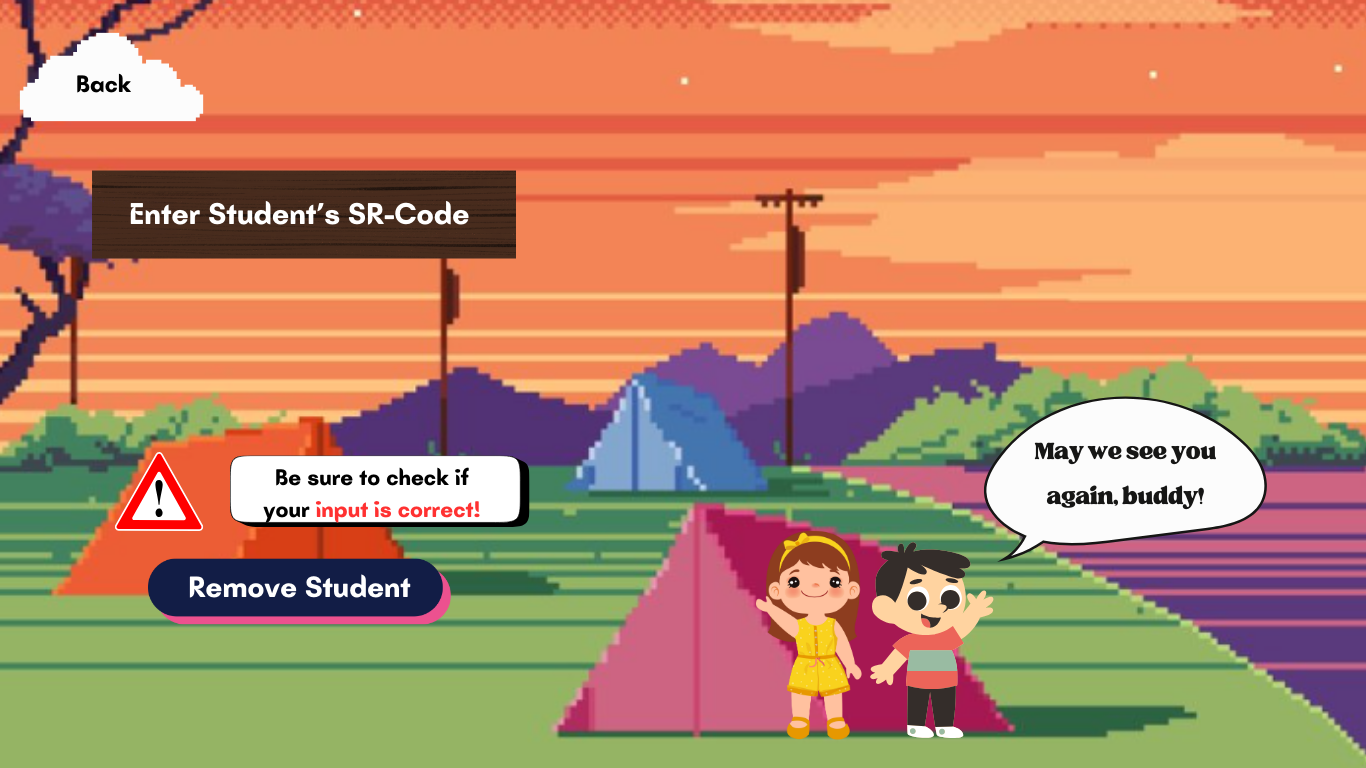 Back
Enter Student’s SR-Code
Be sure to check if
your input is correct!
Remove Student
May we see you
again, buddy!